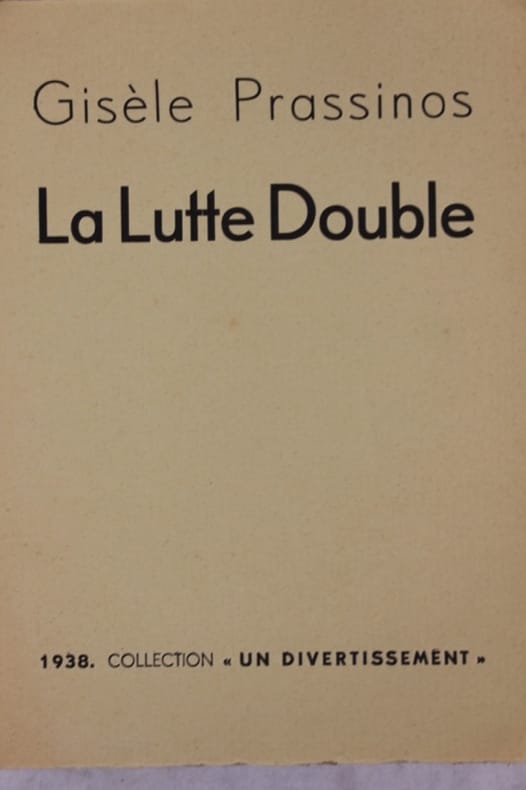 Gisèle Prassinos
La Lutte Double
1938. COLLECTION « UN DIVERTISSEMENT »